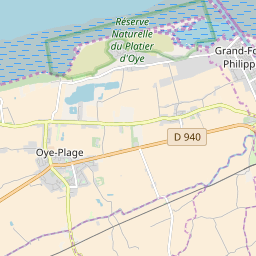 Réserve
Naturelle
du Platier
d'Oye
Grand-Fo
Philipp
D 940
Oye-Plage